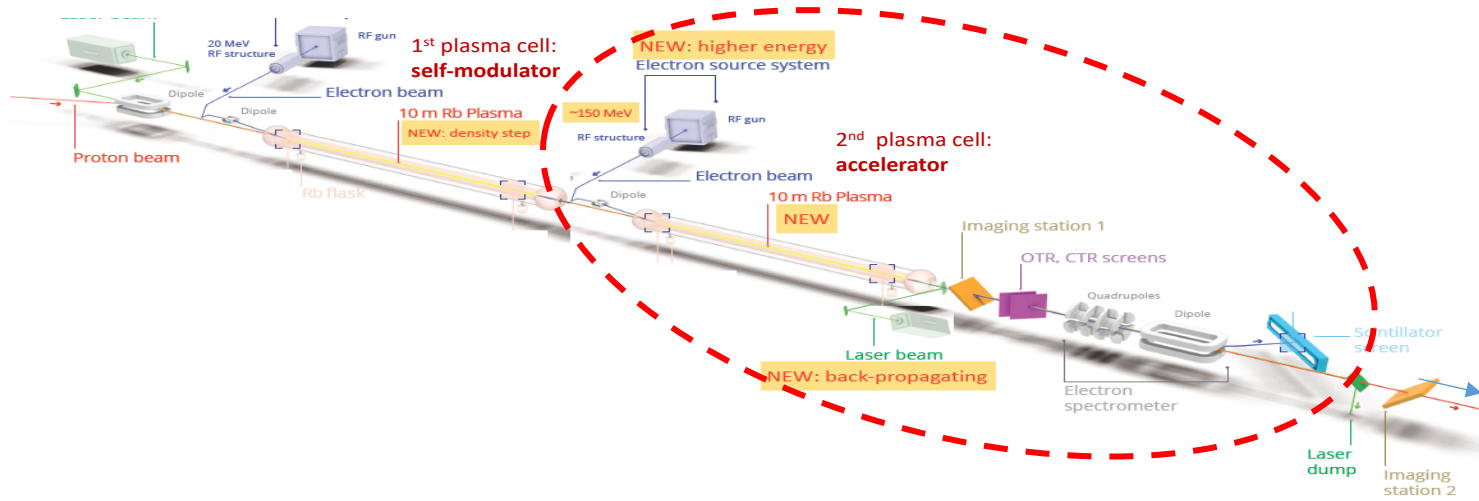 Laser beam
20 MeV
RF structure
RF gun
1st plasma cell:
self-modulator
NEW: higher energy
Electron source system
Dipole
Electron beam
Dipole
10 m Rb Plasma
NEW: density step
~150 MeV
RF structure
RF gun
2nd plasma cell:
accelerator
Proton beam
Rb flask
Electron beam
Dipole
10 m Rb Plasma
NEW
Imaging station 1
OTR, CTR screens
Quadrupoles
Dipole
Scintillator
screen
Laser beam
NEW: back-propagating
Electron
spectrometer
Laser
dump
Imaging
station 2